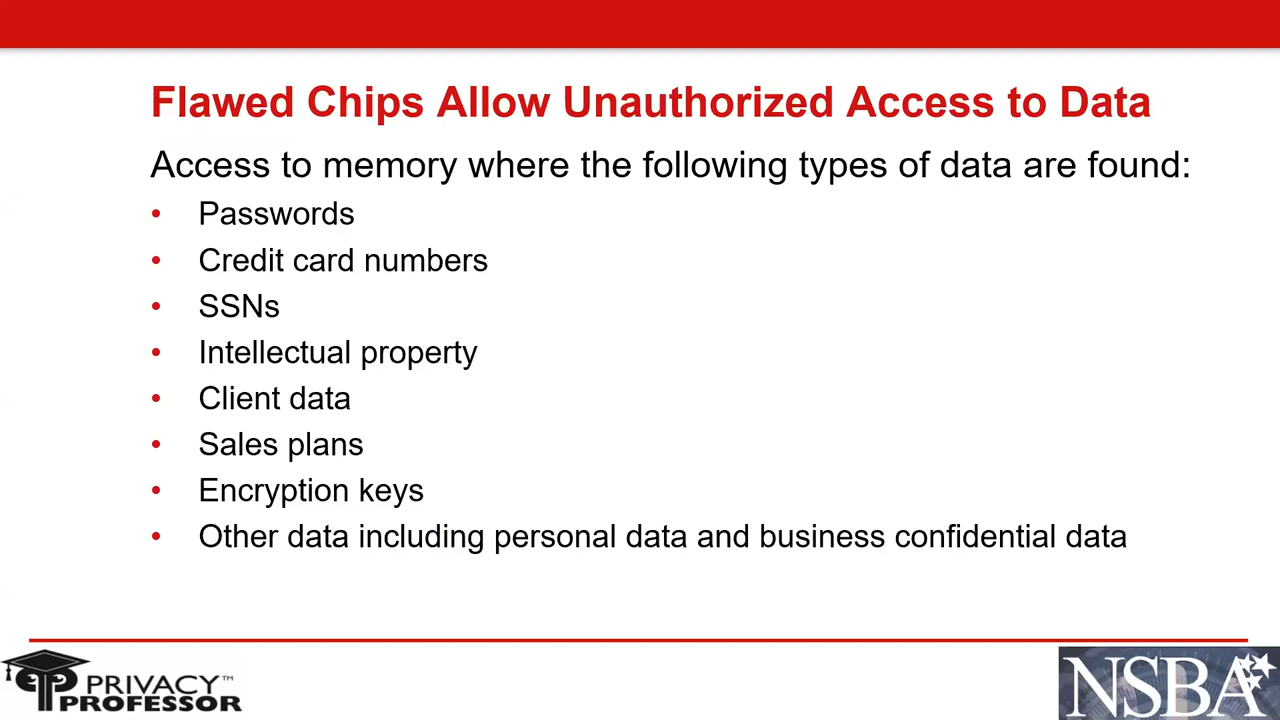 Flawed Chips Allow Unauthorized Access to Data
Access to memory where the following types of data are found:
• Passwords
• Credit card numbers
• SSNs
• Intellectual property
• Client data
• Sales plans
• Encryption keys
• Other data including personal data and business confidential data
PRIVACY™
PROFESSOR
NSBA